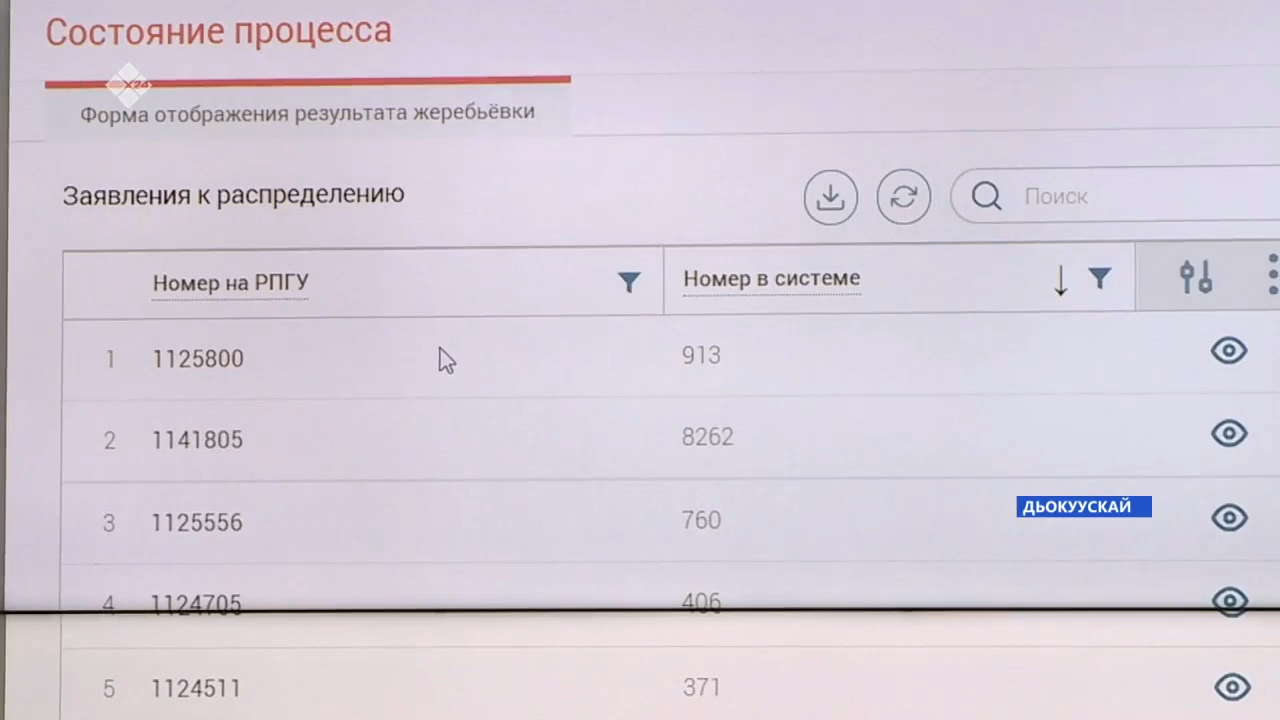 Состояние процесса
Форма отображения результата жеребьёвки
Заявления к распределению
Поиск
Номер на РПГУ Номер в системе
1 1125800 913
2 1141805 8262
3 1125556 760
ДЬОКУУСКАЙ
4 1124705 406
5 1124511 371